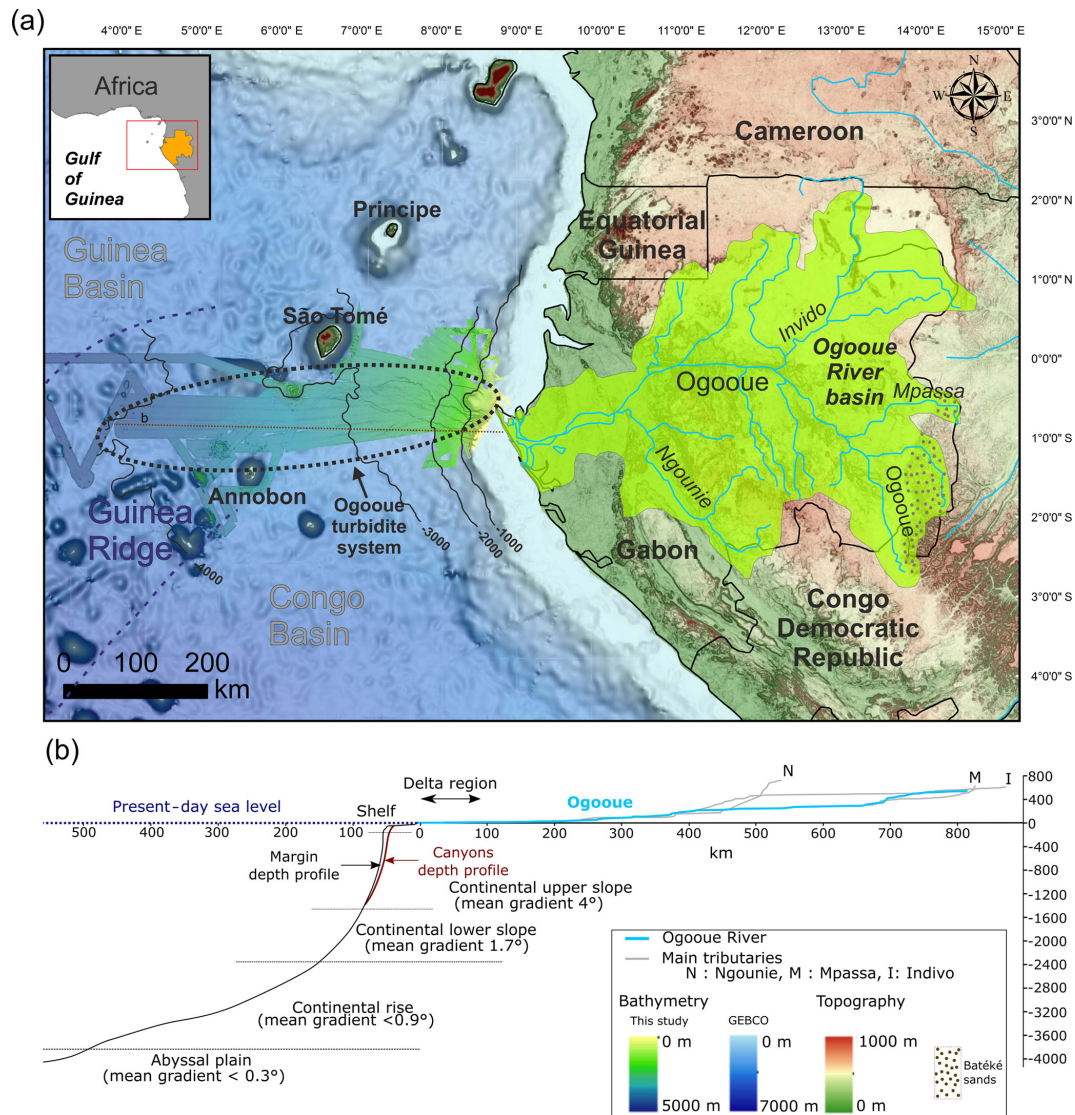 (a)
4°0'0" 5°0'0" 6°0'0" 7°0'0" 8°0'0" 9°0'0" 10°0'0" 11°0'0" 12°0'0" 13°0'0" 14°0'0" 15°0'0"
Africa
Gulf
of
Guinea
N
W E
S
Cameroon
3°0'0" N
Principe
Equatorial
Guinea
2°0'0" N
Guinea
Basin
1°0'0" N
São Tomé
Invido
0°0'0"
Ogooue
Ogooue
River
basin
Mpassa
b
1°0'0" S
Ngounie
Ogooue
Annobon
Ogooue
turbidite
system
-1000
-2000
-3000
-4000
Guinea
Ridge
2°0'0" S
Gabon
Congo
Basin
3°0'0" S
Congo
Democratic
Republic
0 100 200
km
4°0'0" S
(b)
N
M
I
Delta region
Present-day sea level
Shelf
Ogooue
800
400
0
500 400 300 200 100 0 100 200 300 400 500 600 700 800
km
-400
-800
-1200
-1600
-2000
-2400
-2800
-3200
-3600
-4000
Margin
depth profile
Canyons
depth profile
Continental upper slope
(mean gradient 4°)
Continental lower slope
(mean gradient 1.7°)
Continental rise
(mean gradient <0.9°)
Abyssal plain
(mean gradient < 0.3°)
Ogooue River
Main tributaries
N : Ngounie, M : Mpassa, I: Indivo
Bathymetry
Topography
This study
GEBCO
0 m
0 m
1000 m
5000 m
7000 m
0 m
Batéké
sands